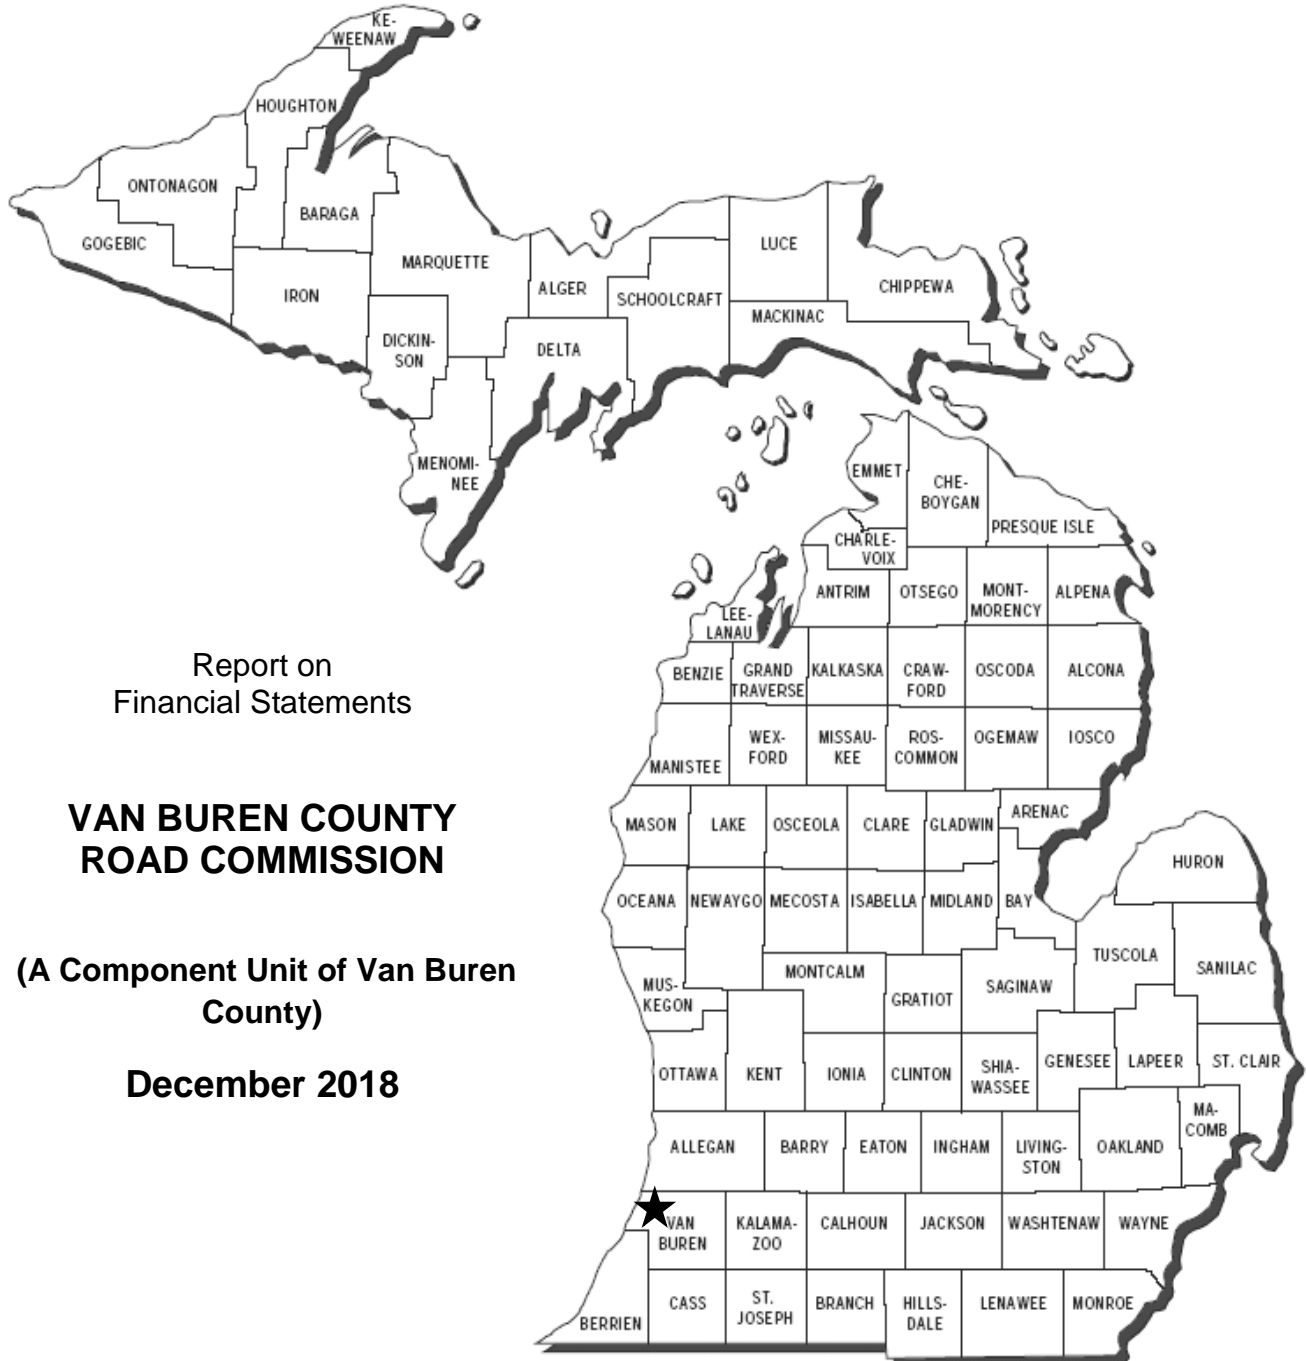 KE-
WEENAW
HOUGHTON
ONTONAGON
BARAGA
GOGEBIC
MARQUETTE
IRON
ALGER
SCHOOLCRAFT
LUCE
CHIPPEWA
MACKINAC
DICKIN-
SON
DELTA
MENOMI-
NEE
EMMET
CHE-
BOYGAN
PRESQUE ISLE
CHARLE-
VOIX
ANTRIM
OTSEGO
MONT-
MORENCY
ALPENA
LEE-
LANAU
Report on
Financial Statements
BENZIE
GRAND
TRAVERSE
KALKASKA
CRAW-
FORD
OSCODA
ALCONA
MANISTEE
WEX-
FORD
MISSAU-
KEE
ROS-
COMMON
OGEMAW
IOSCO
VAN BUREN COUNTY
ROAD COMMISSION
MASON
LAKE
OSCEOLA
CLARE
GLADWIN
ARENAC
HURON
OCEANA
NEWAYGO
MECOSTA
ISABELLA
MIDLAND
BAY
TUSCOLA
SANILAC
(A Component Unit of Van Buren
County)
MUS-
KEGON
MONTCALM
GRATIOT
SAGINAW
December 2018
OTTAWA
KENT
IONIA
CLINTON
SHIA-
WASSEE
GENESEE
LAPEER
ST. CLAIR
ALLEGAN
BARRY
EATON
INGHAM
LIVING-
STON
OAKLAND
MA-
COMB
VAN
BUREN
KALAMA-
ZOO
CALHOUN
JACKSON
WASHTENAW
WAYNE
BERRIEN
CASS
ST.
JOSEPH
BRANCH
HILLS-
DALE
LENAWEE
MONROE